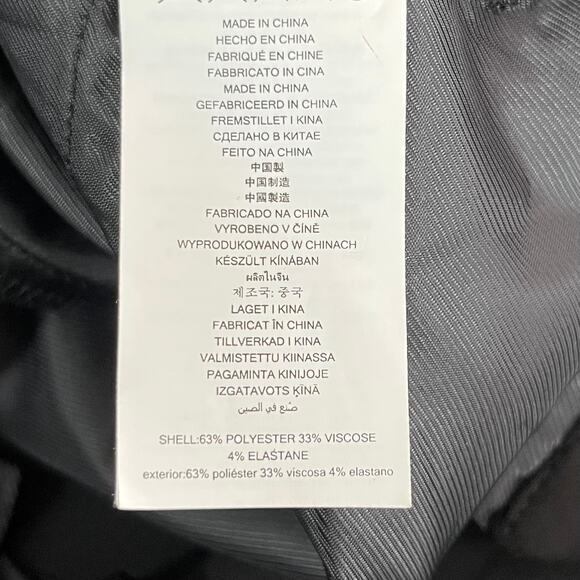 MADE IN CHINA
HECHO EN CHINA
FABRIQUÉ EN CHINE
FABBRICATO IN CINA
MADE IN CHINA
GEFABRICEERD IN CHINA
FREMSTILLET I KINA
СДЕЛАНО В КИТАЕ
FEITO NA CHINA
中国製
中国制造
中國製造
FABRICADO NA CHINA
VYROBENO V ČÍNĚ
WYPRODUKOWANO W CHINACH
KÉSZÜLT KÍNÁBAN
ผลิตในจีน
제조국: 중국
LAGET I KINA
FABRICAT ÎN CHINA
TILLVERKAD I KINA
VALMISTETTU KIINASSA
PAGAMINTA KINIJOJE
IZGATAVOTS ĶĪNĀ
صنع في الصين
SHELL:63% POLYESTER 33% VISCOSE
4% ELASTANE
exterior:63% poliéster 33% viscosa 4% elastano